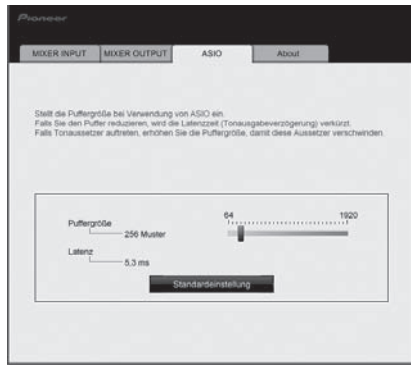 Pioneer
MIXER INPUT MIXER OUTPUT ASIO About
Stellt die Puffergröße bei Verwendung von ASIO ein.
Falls Sie den Puffer reduzieren, wird die Latenzzeit (Tonausgabeverzögerung) verkürzt.
Falls Tonaussetzer auftreten, erhöhen Sie die Puffergröße, damit diese Aussetzer verschwinden.
64 1920
Puffergröße
256 Muster
Latenz
5,3 ms
Standardeinstellung